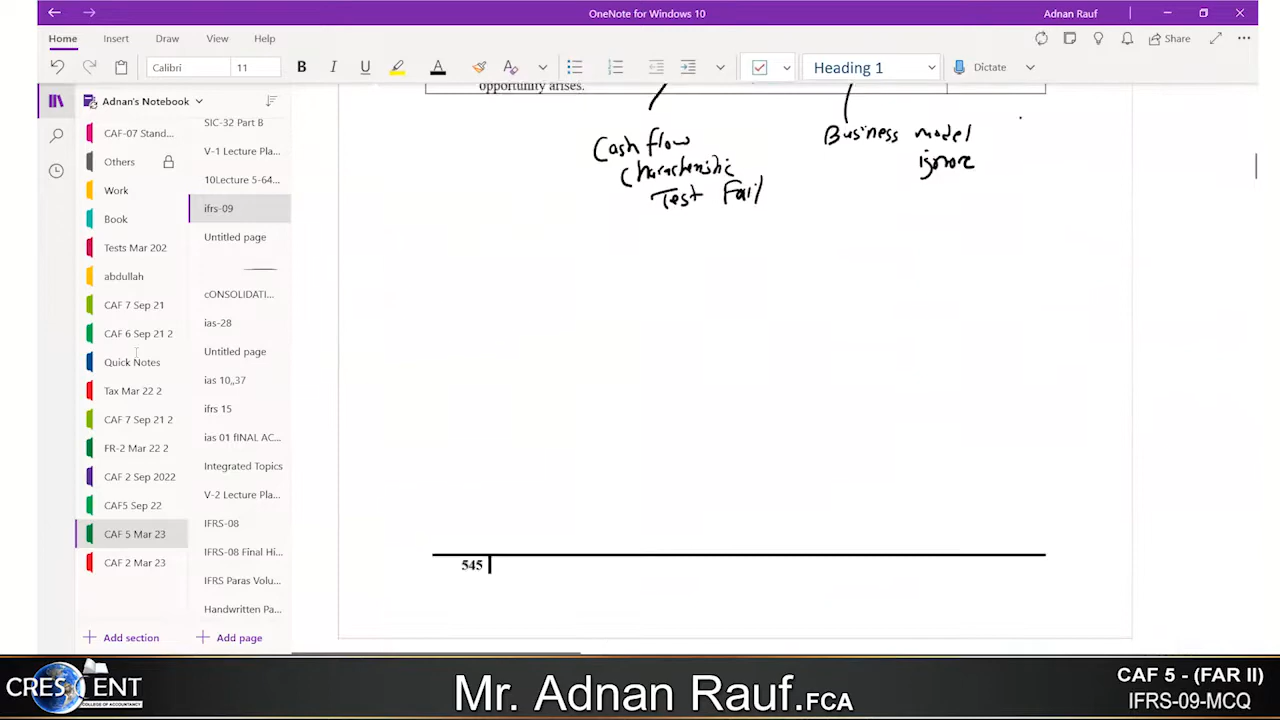 OneNote for Windows 10
Adnan Rauf
Home
Insert
Draw
View
Help
Share
Calibri
11
B
I
U
A
A
Heading 1
Dictate
Adnan's Notebook
CAF-07 Stand...
Others
Work
Book
Tests Mar 202
abdullah
CAF 7 Sep 21
CAF 6 Sep 21 2
Quick Notes
Tax Mar 22 2
CAF 7 Sep 21 2
FR-2 Mar 22 2
CAF 2 Sep 2022
CAF5 Sep 22
CAF 5 Mar 23
CAF 2 Mar 23
Add section
SIC-32 Part B
V-1 Lecture Pla...
10Lecture 5-64...
ifrs-09
Untitled page
cONSOLIDATI...
ias-28
Untitled page
ias 10,,37
ifrs 15
ias 01 fINAL AC...
Integrated Topics
V-2 Lecture Pla...
IFRS-08
IFRS-08 Final Hi...
IFRS Paras Volu...
Handwritten Pa...
Add page
opportunity arises.
Cash flow
Characteristic
Test Fail
Business model
ignore
545
CRESCENT
COLLEGE OF ACCOUNTANCY
Mr. Adnan Rauf.FCA
CAF 5 - (FAR II)
IFRS-09-MCQ